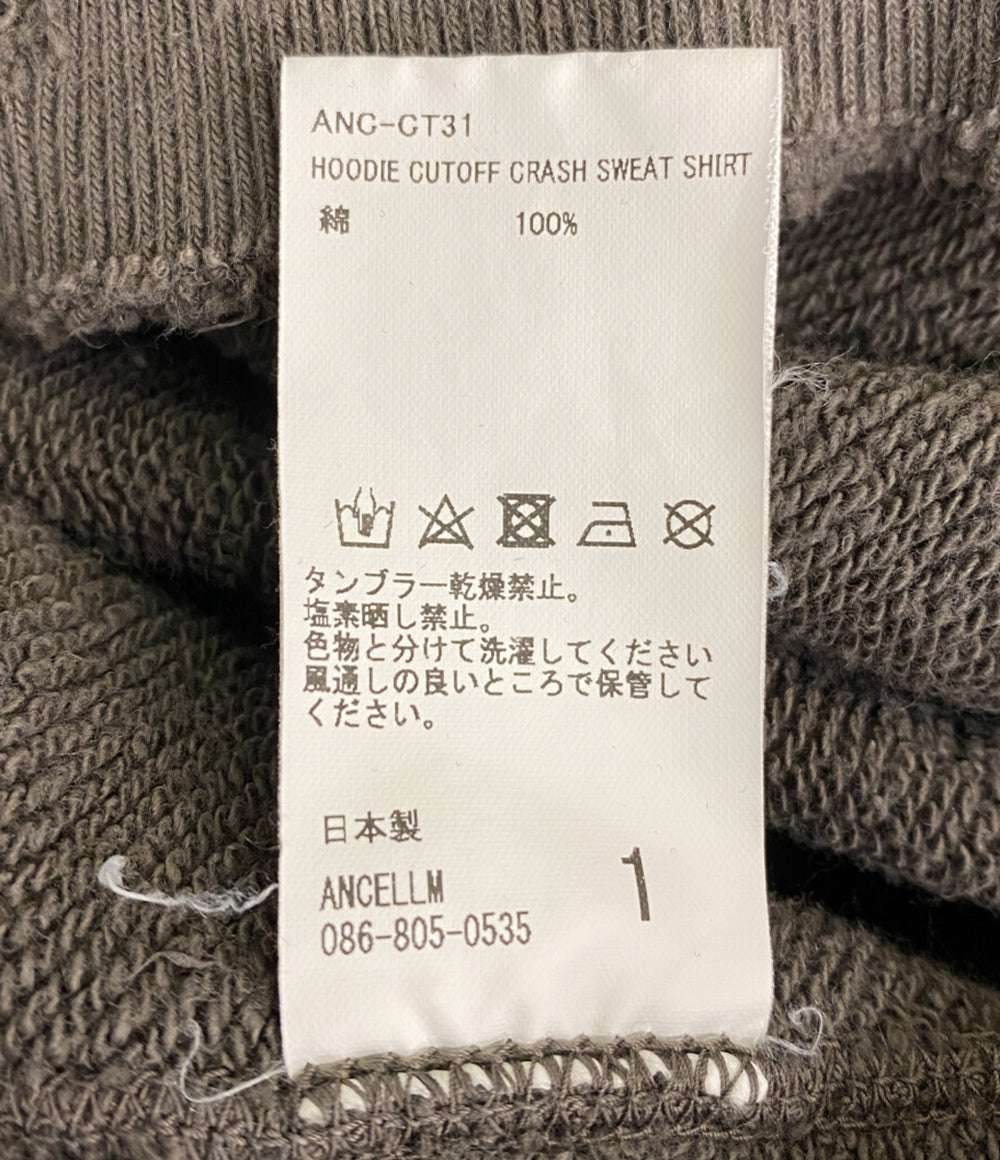 ANC-CT31
HOODIE CUTOFF CRASH SWEAT SHIRT
綿 100%
タンブラー乾燥禁止。
塩素晒し禁止。
色物と分けて洗濯してください
風通しの良いところで保管して
ください。
日本製
ANCELLM 1
086-805-0535